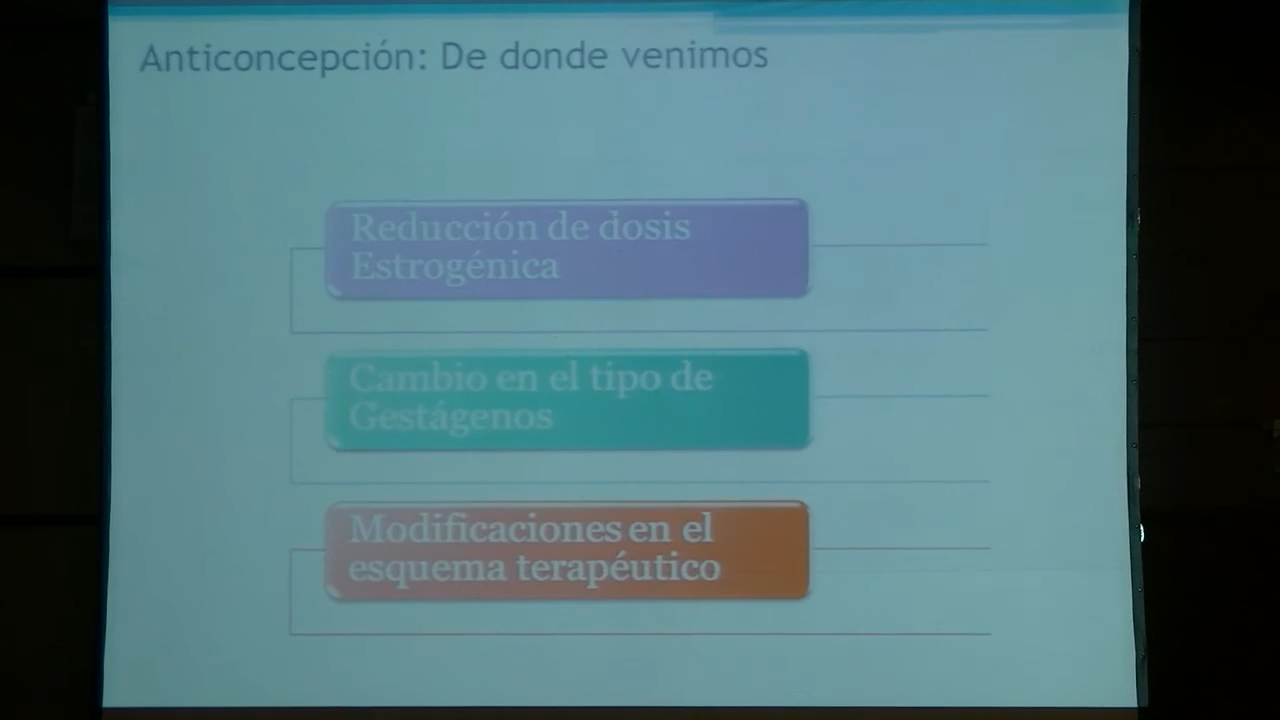 Anticoncepción: De donde venimos
Reducción de dosis
Estrogénica
Cambio en el tipo de
Gestágenos
Modificaciones en el
esquema terapéutico